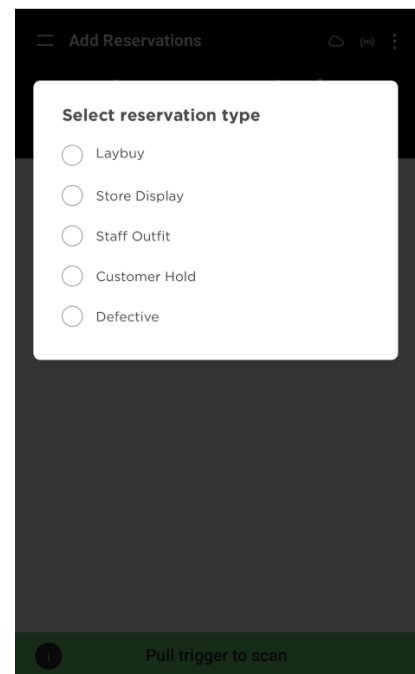 Add Reservations
Select reservation type
Laybuy
Store Display
Staff Outfit
Customer Hold
Defective
Pull trigger to scan